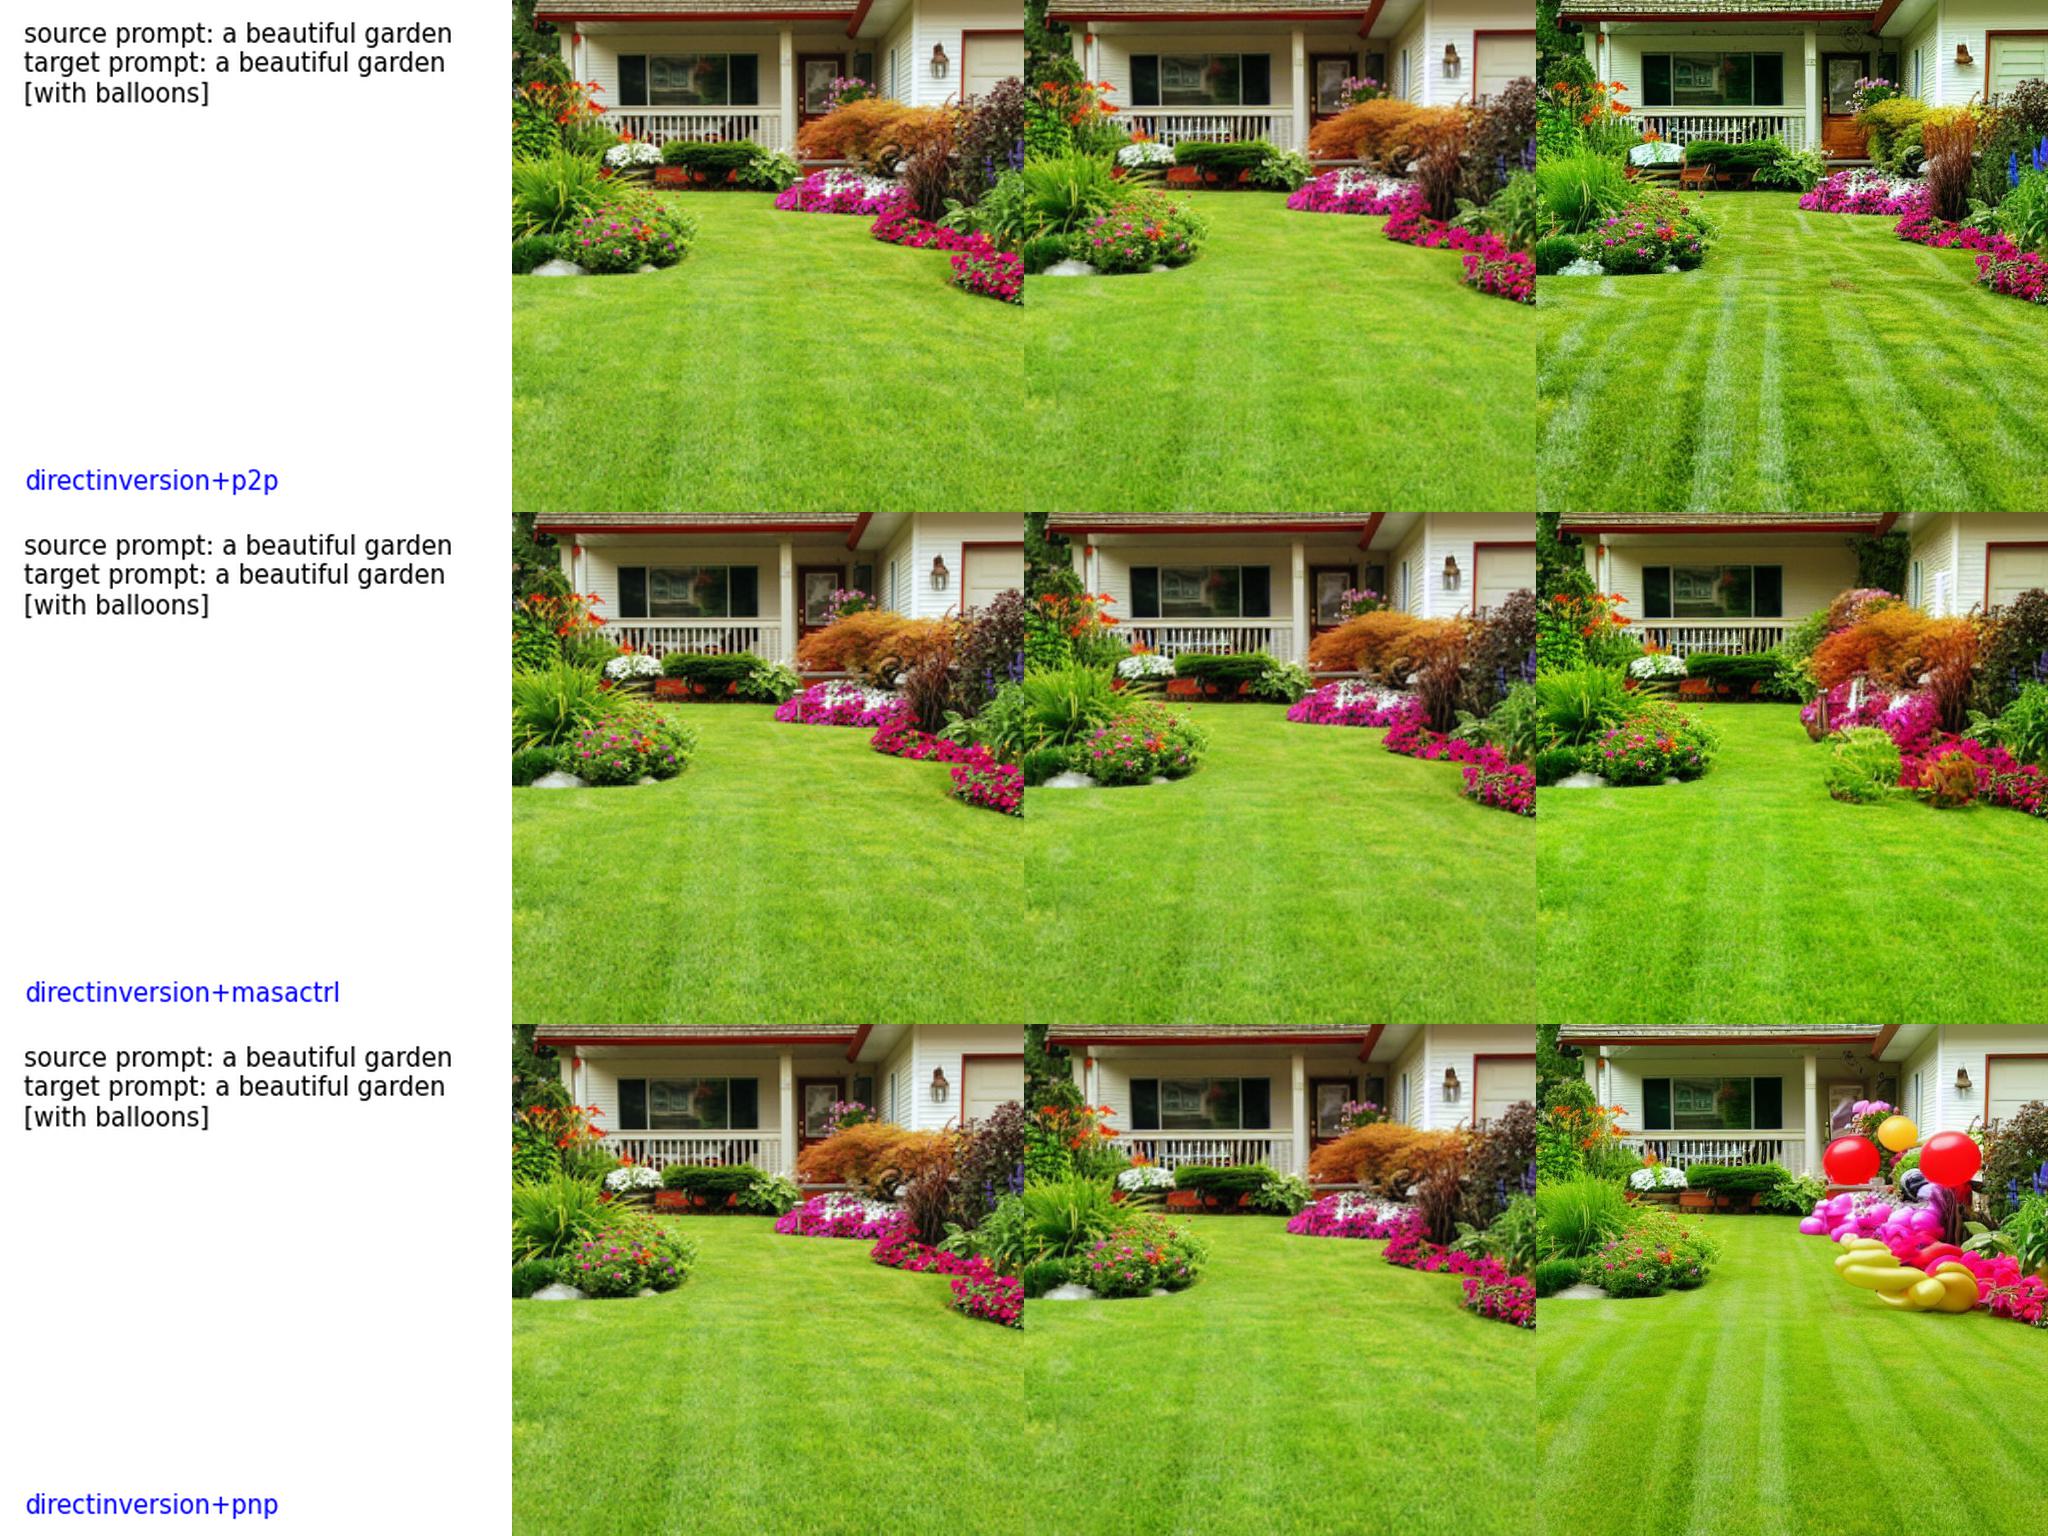 source prompt: a beautiful garden
target prompt: a beautiful garden
[with balloons]
directinversion+p2p
source prompt: a beautiful garden
target prompt: a beautiful garden
[with balloons]
directinversion+masactrl
source prompt: a beautiful garden
target prompt: a beautiful garden
[with balloons]
directinversion+pnp